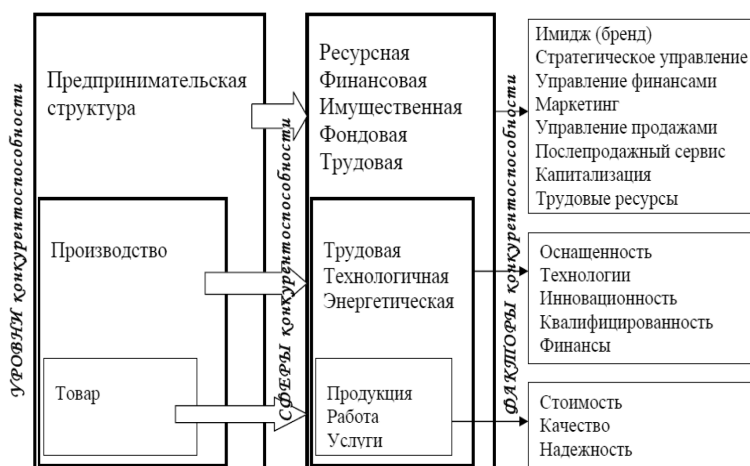 УРОВНИ конкурентоспособности
Предпринимательская
структура
Производство
Товар
СФЕРЫ конкурентоспособности
Ресурсная
Финансовая
Имущественная
Фондовая
Трудовая
Трудовая
Технологичная
Энергетическая
Продукция
Работа
Услуги
ФАКТОРЫ конкурентоспособности
Имидж (бренд)
Стратегическое управление
Управление финансами
Маркетинг
Управление продажами
Послепродажный сервис
Капитализация
Трудовые ресурсы
Оснащенность
Технологии
Инновационность
Квалифицированность
Финансы
Стоимость
Качество
Надежность